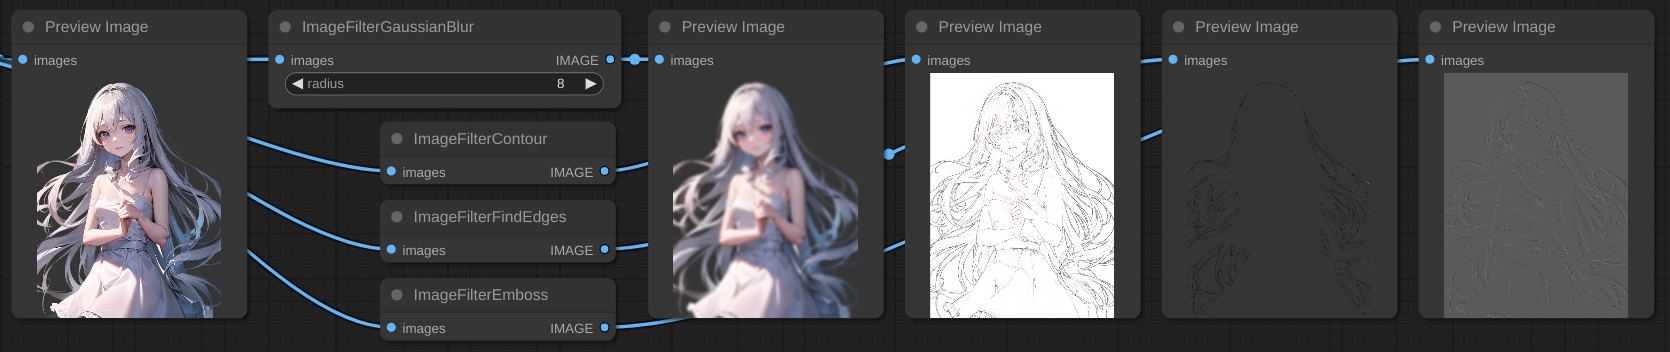 Preview Image
images
ImageFilterGaussianBlur
images IMAGE
radius 8
ImageFilterContour
images IMAGE
ImageFilterFindEdges
images IMAGE
ImageFilterEmboss
images IMAGE
Preview Image
images
Preview Image
images
Preview Image
images
Preview Image
images